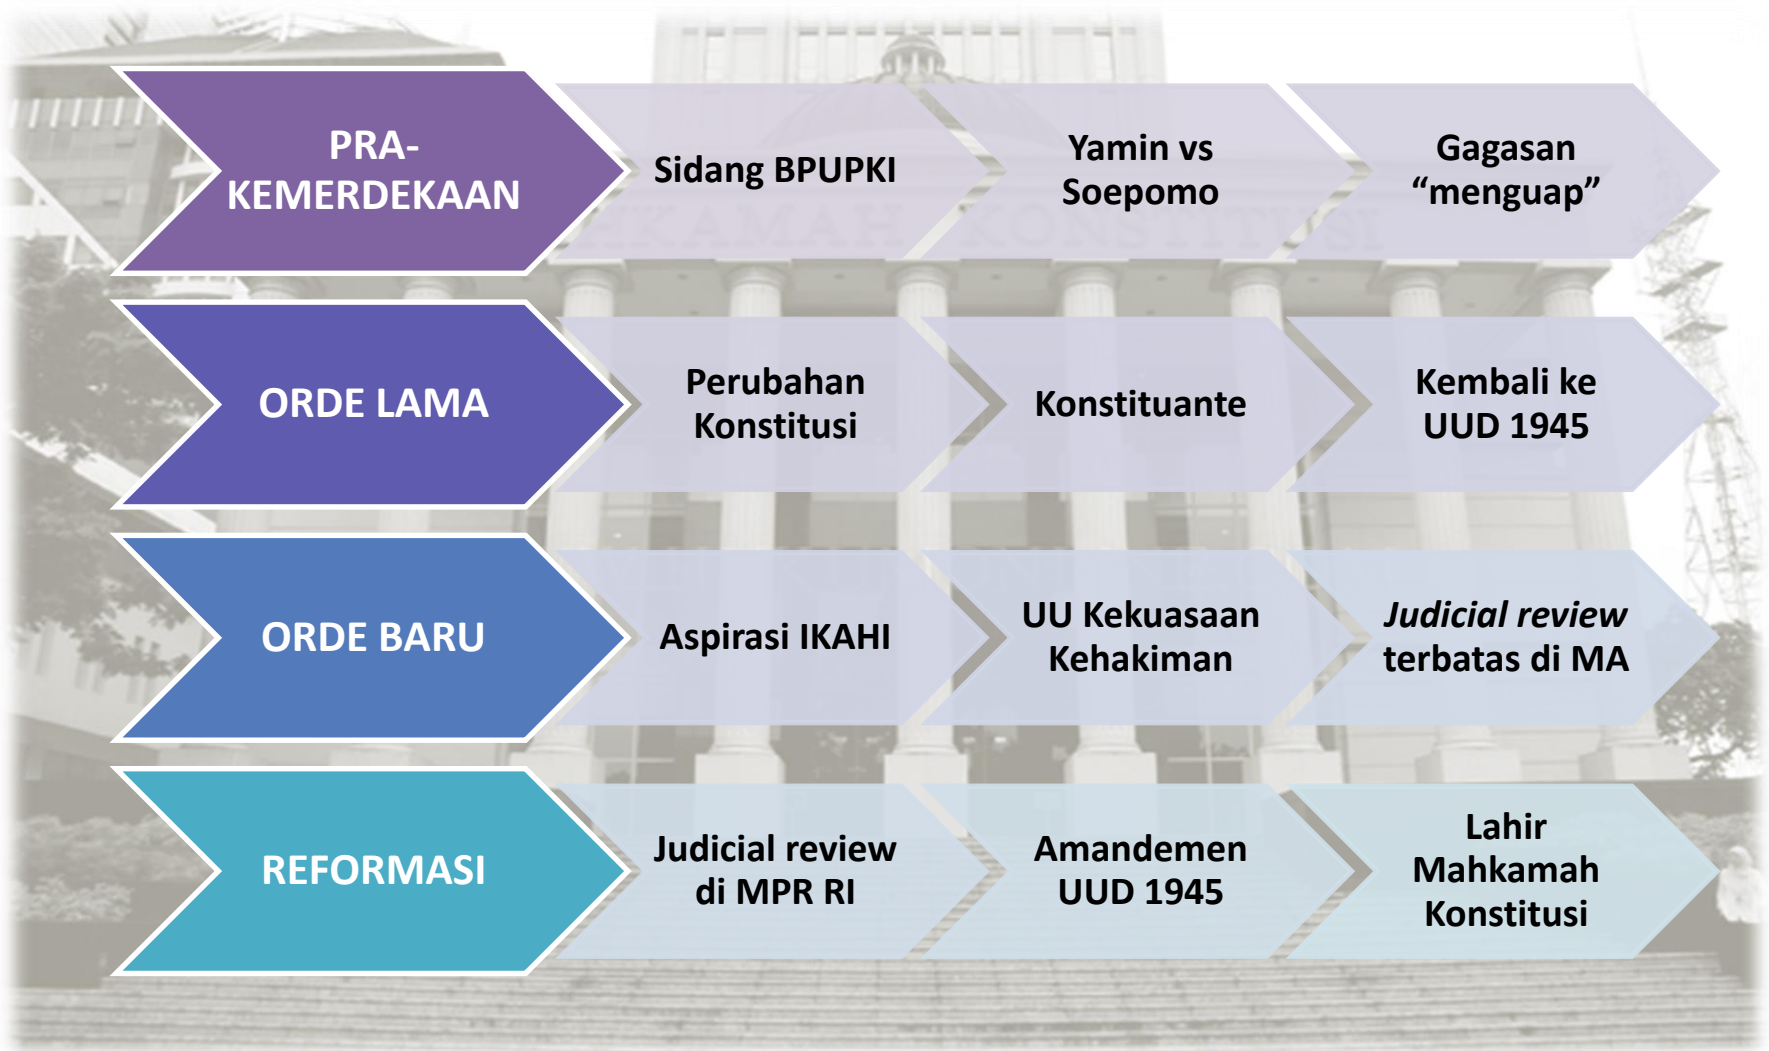 PRA-
KEMERDEKAAN
Sidang BPUPKI
Yamin vs
Soepomo
Gagasan
“menguap”
MAHKAMAH KONSTITUSI
ORDE LAMA
Perubahan
Konstitusi
Konstituante
Kembali ke
UUD 1945
ORDE BARU
Aspirasi IKAHI
UU Kekuasaan
Kehakiman
Judicial review
terbatas di MA
REFORMASI
Judicial review
di MPR RI
Amandemen
UUD 1945
Lahir
Mahkamah
Konstitusi